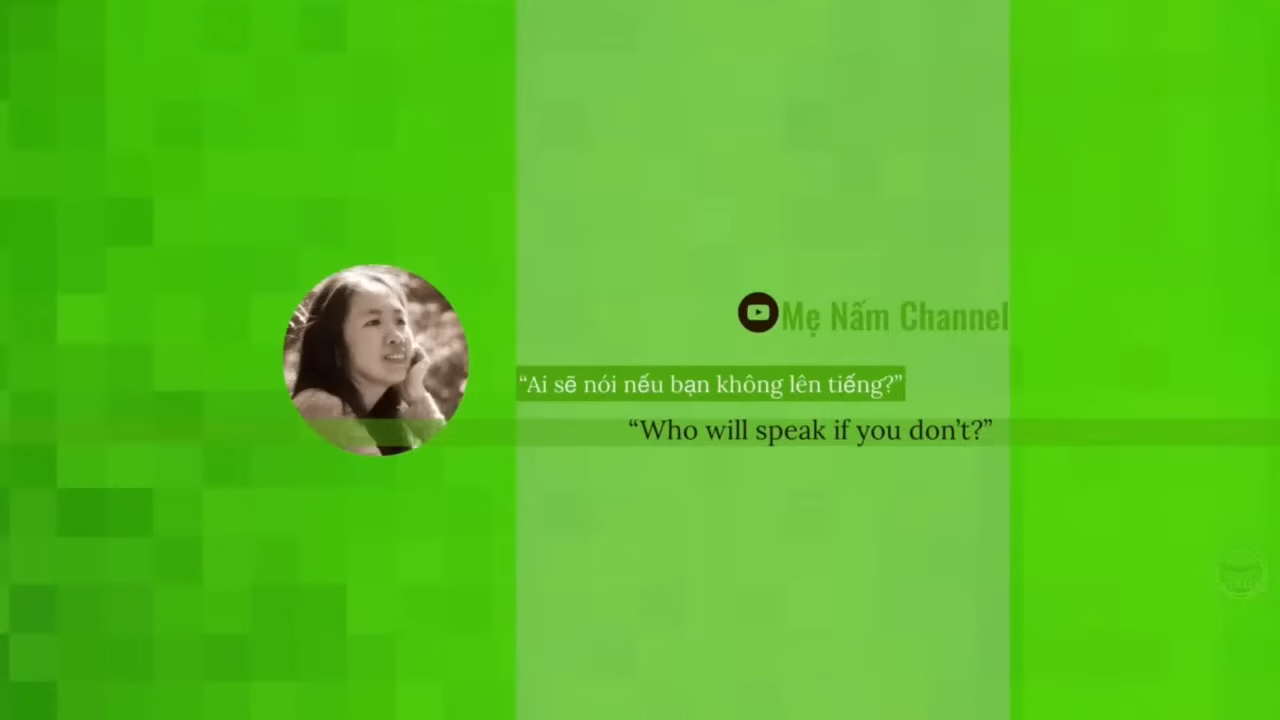 Mẹ Nấm Channel
“Ai sẽ nói nếu bạn không lên tiếng?”
“Who will speak if you don’t?”